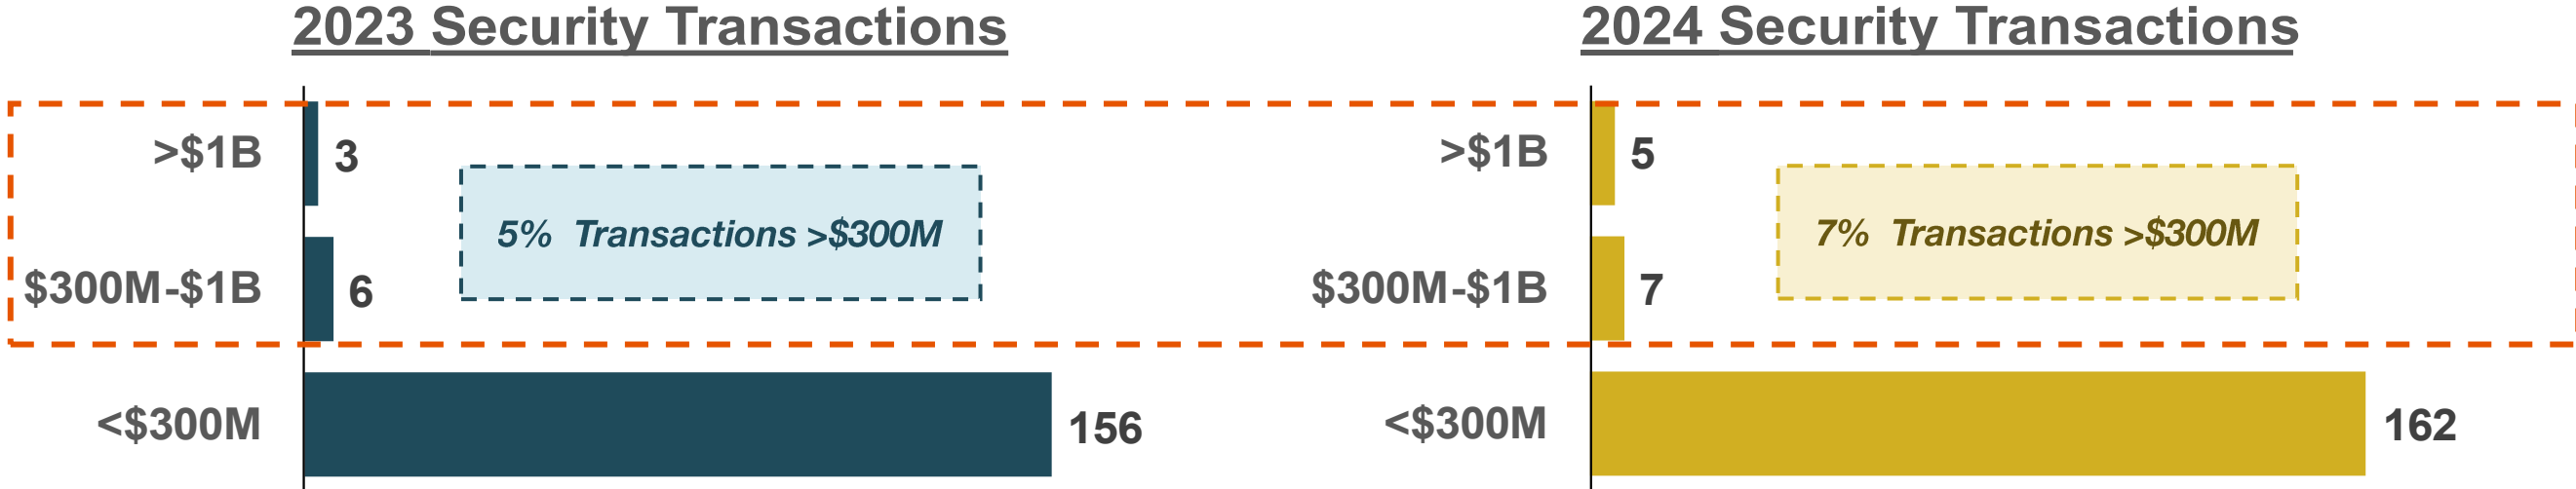 2023 Security Transactions
>$1B
3
$300M-$1B
6
5% Transactions >$300M
<$300M
156
2024 Security Transactions
>$1B
5
$300M-$1B
7
7% Transactions >$300M
<$300M
162